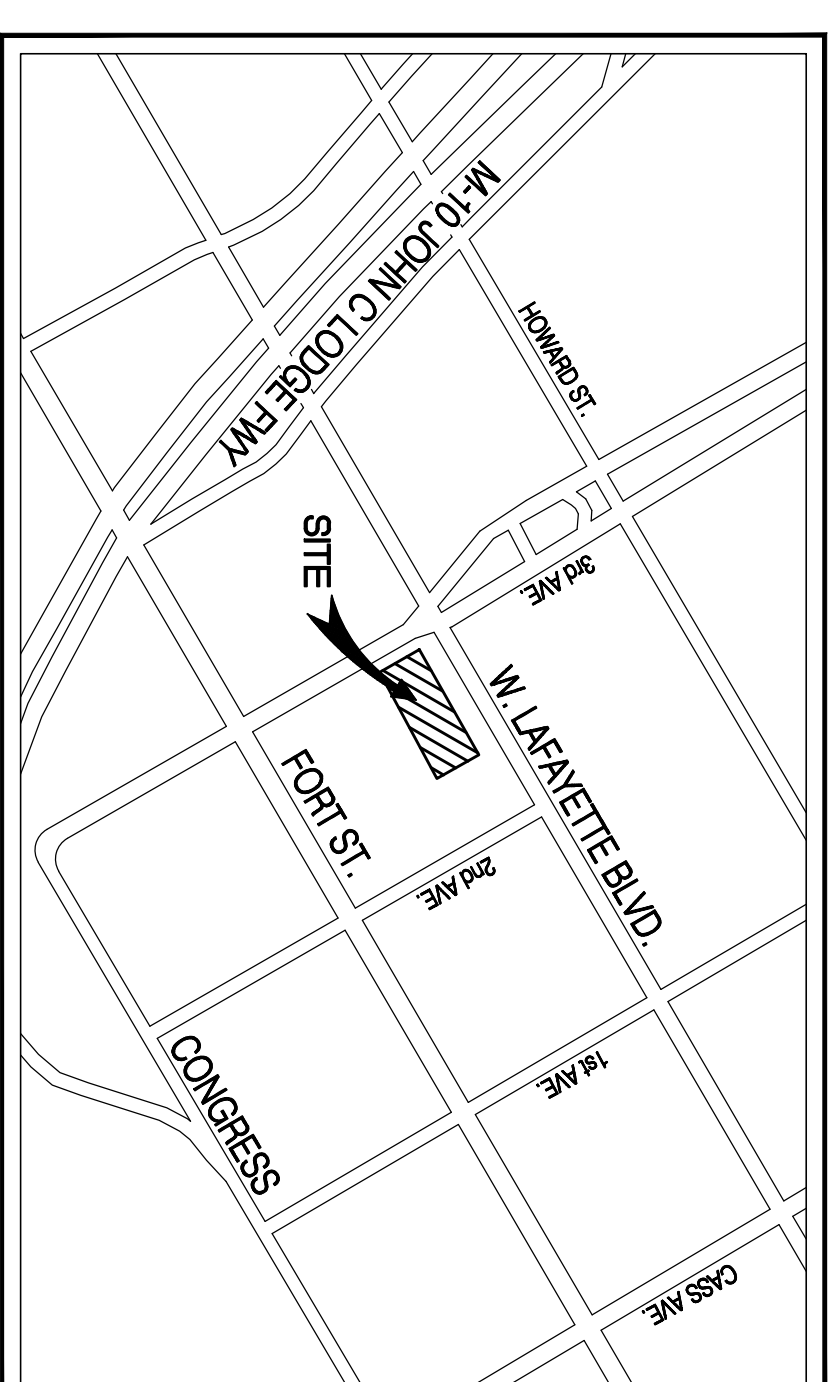 M-10 JOHN C LODGE FWY
HOWARD ST.
SITE
3rd AVE.
W. LAFAYETTE BLVD.
FORT ST.
2nd AVE.
CONGRESS
1st AVE.
CASS AVE.